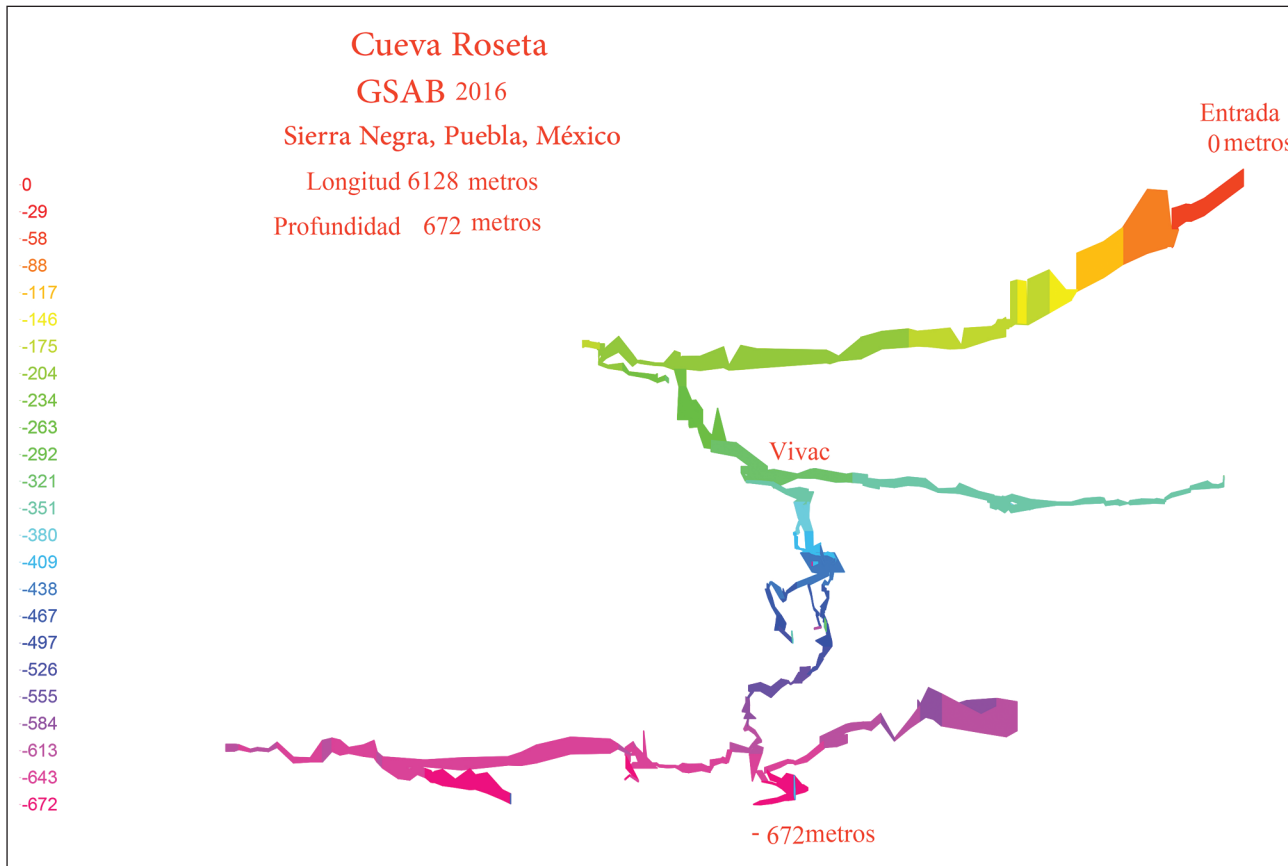 Cueva Roseta
GSAB 2016
Sierra Negra, Puebla, México
Longitud 6128 metros
Profundidad 672 metros
Entrada
0 metros
0
-29
-58
-88
-117
-146
-175
-204
-234
-263
-292
-321
-351
-380
-409
-438
-467
-497
-526
-555
-584
-613
-643
-672
Vivac
- 672metros